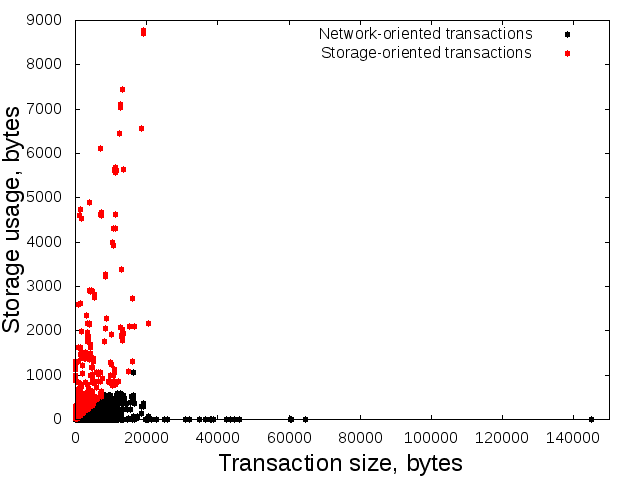 Network-oriented transactions
Storage-oriented transactions
9000
8000
7000
6000
5000
4000
3000
2000
1000
0
Storage usage, bytes
0 20000 40000 60000 80000 100000 120000 140000
Transaction size, bytes